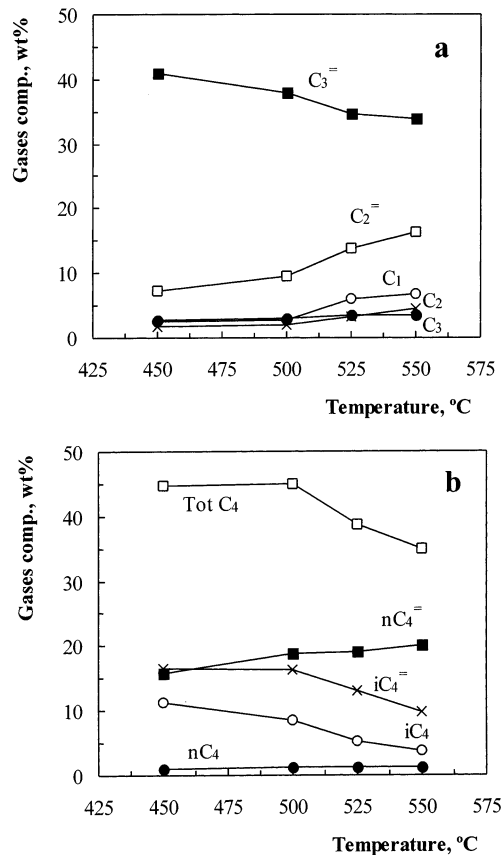 50
a
C₃⁼
40
30
20
C₂⁼
10
C₁
C₂
C₃
0
425 450 475 500 525 550 575
Gases comp., wt%
Temperature, ºC
50
b
Tot C₄
40
30
nC₄⁼
20
iC₄⁼
10
iC₄
nC₄
0
425 450 475 500 525 550 575
Gases comp., wt%
Temperature, ºC